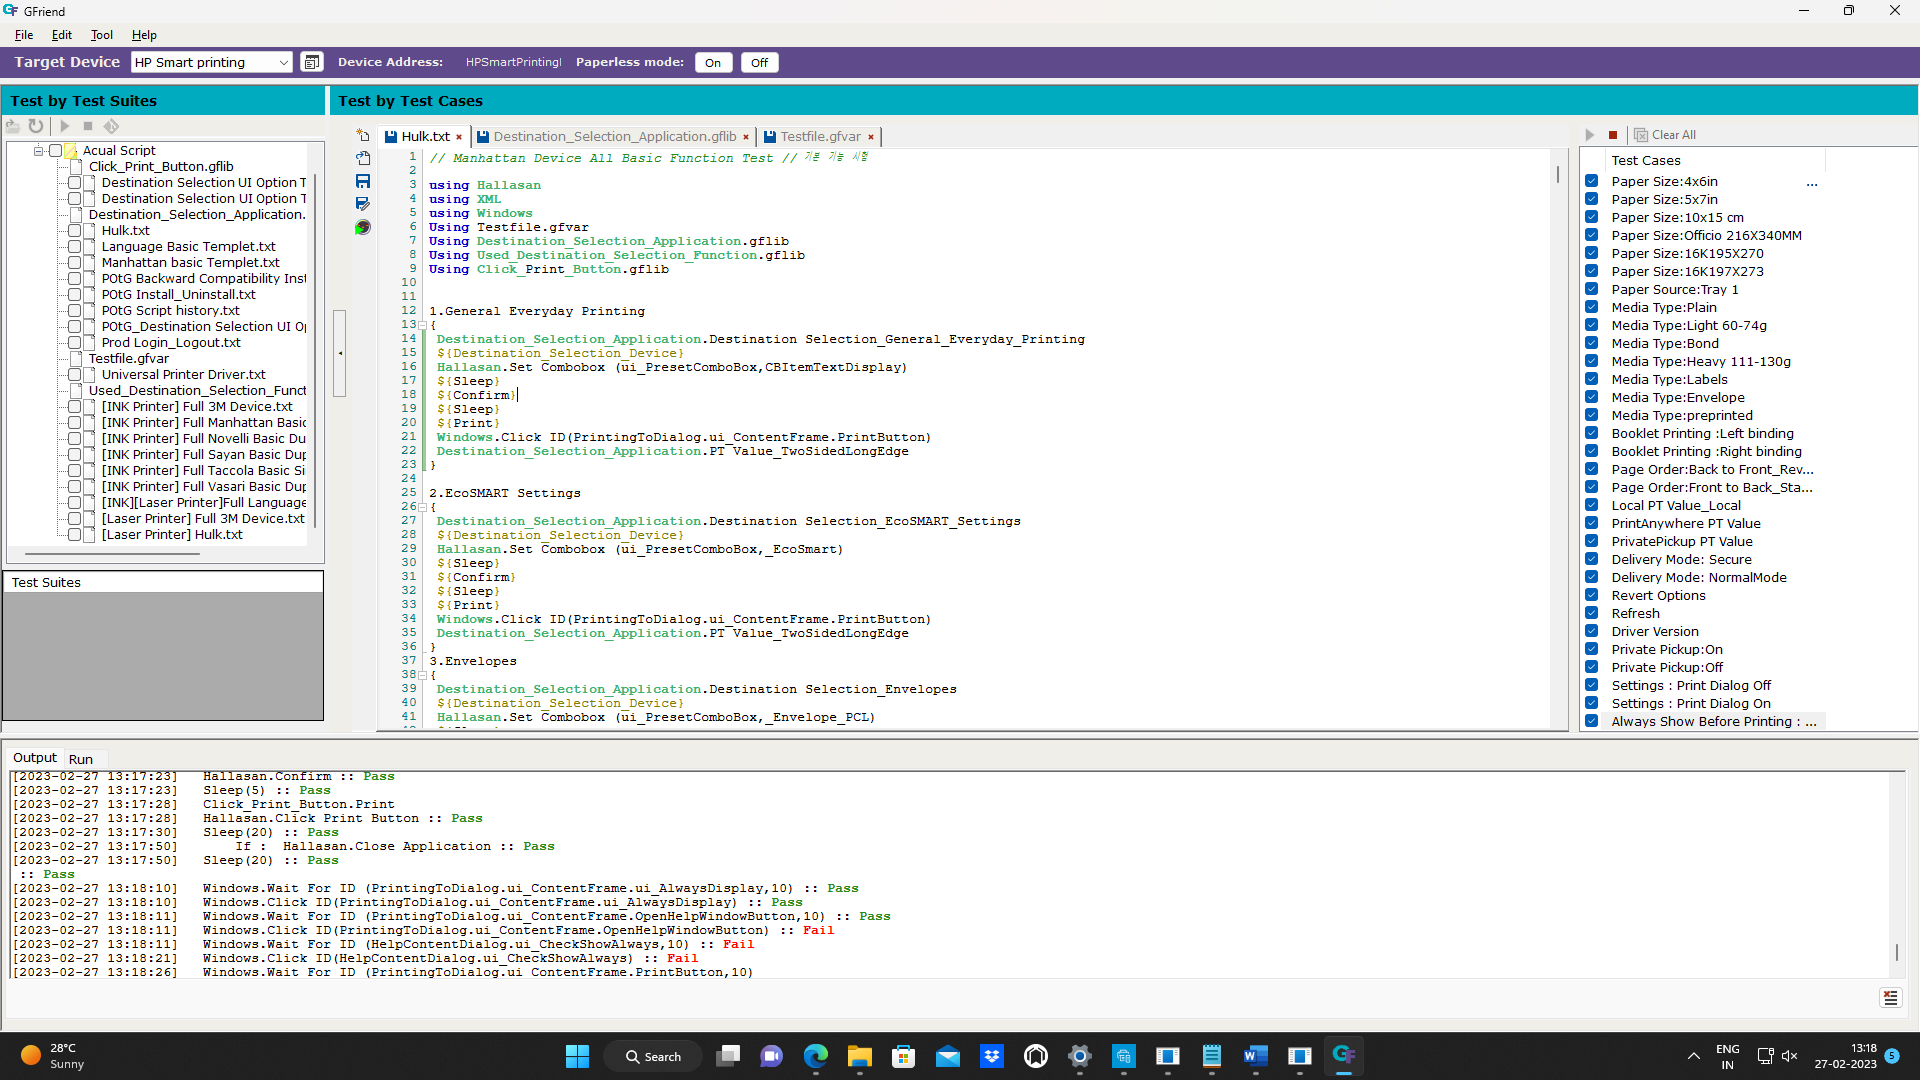 GFriend
File Edit Tool Help
Target Device HP Smart printing Device Address: HPSmartPrintingl Paperless mode: On Off
Test by Test Suites
Acual Script
Click_Print_Button.gflib
Destination Selection UI Option T
Destination Selection UI Option T
Destination_Selection_Application.
Hulk.txt
Language Basic Templet.txt
Manhattan basic Templet.txt
POtG Backward Compatibility Inst
POtG Install_Uninstall.txt
POtG Script history.txt
POtG_Destination Selection UI Op
Prod Login_Logout.txt
Testfile.gfvar
Universal Printer Driver.txt
Used_Destination_Selection_Funct
[INK Printer] Full 3M Device.txt
[INK Printer] Full Manhattan Basic
[INK Printer] Full Novelli Basic Du
[INK Printer] Full Sayan Basic Dup
[INK Printer] Full Taccola Basic Si
[INK Printer] Full Vasari Basic Dup
[INK][Laser Printer]Full Language
[Laser Printer] Full 3M Device.txt
[Laser Printer] Hulk.txt
Test Suites
Test by Test Cases
Hulk.txt Destination_Selection_Application.gflib Testfile.gfvar
1 // Manhattan Device All Basic Function Test // 기본 기능 시험
2
3 using Hallasan
4 using XML
5 using Windows
6 Using Testfile.gfvar
7 Using Destination_Selection_Application.gflib
8 Using Used_Destination_Selection_Function.gflib
9 Using Click_Print_Button.gflib
10
11
12 1.General Everyday Printing
13 {
14 Destination_Selection_Application.Destination Selection_General_Everyday_Printing
15 ${Destination_Selection_Device}
16 Hallasan.Set Combobox (ui_PresetComboBox,CBItemTextDisplay)
17 ${Sleep}
18 ${Confirm}
19 ${Sleep}
20 ${Print}
21 Windows.Click ID(PrintingToDialog.ui_ContentFrame.PrintButton)
22 Destination_Selection_Application.PT Value_TwoSidedLongEdge
23 }
24
25 2.EcoSMART Settings
26 {
27 Destination_Selection_Application.Destination Selection_EcoSMART_Settings
28 ${Destination_Selection_Device}
29 Hallasan.Set Combobox (ui_PresetComboBox,_EcoSmart)
30 ${Sleep}
31 ${Confirm}
32 ${Sleep}
33 ${Print}
34 Windows.Click ID(PrintingToDialog.ui_ContentFrame.PrintButton)
35 Destination_Selection_Application.PT Value_TwoSidedLongEdge
36 }
37 3.Envelopes
38 {
39 Destination_Selection_Application.Destination Selection_Envelopes
40 ${Destination_Selection_Device}
41 Hallasan.Set Combobox (ui_PresetComboBox,_Envelope_PCL)
Clear All
Test Cases
Paper Size:4x6in ...
Paper Size:5x7in
Paper Size:10x15 cm
Paper Size:Officio 216X340MM
Paper Size:16K195X270
Paper Size:16K197X273
Paper Source:Tray 1
Media Type:Plain
Media Type:Light 60-74g
Media Type:Bond
Media Type:Heavy 111-130g
Media Type:Labels
Media Type:Envelope
Media Type:preprinted
Booklet Printing :Left binding
Booklet Printing :Right binding
Page Order:Back to Front_Rev...
Page Order:Front to Back_Sta...
Local PT Value_Local
PrintAnywhere PT Value
PrivatePickup PT Value
Delivery Mode: Secure
Delivery Mode: NormalMode
Revert Options
Refresh
Driver Version
Private Pickup:On
Private Pickup:Off
Settings : Print Dialog Off
Settings : Print Dialog On
Always Show Before Printing : ...
Output Run
[2023-02-27 13:17:23] Hallasan.Confirm :: Pass
[2023-02-27 13:17:23] Sleep(5) :: Pass
[2023-02-27 13:17:28] Click_Print_Button.Print
[2023-02-27 13:17:28] Hallasan.Click Print Button :: Pass
[2023-02-27 13:17:30] Sleep(20) :: Pass
[2023-02-27 13:17:50] If : Hallasan.Close Application :: Pass
[2023-02-27 13:17:50] Sleep(20) :: Pass
:: Pass
[2023-02-27 13:18:10] Windows.Wait For ID (PrintingToDialog.ui_ContentFrame.ui_AlwaysDisplay,10) :: Pass
[2023-02-27 13:18:10] Windows.Click ID(PrintingToDialog.ui_ContentFrame.ui_AlwaysDisplay) :: Pass
[2023-02-27 13:18:11] Windows.Wait For ID (PrintingToDialog.ui_ContentFrame.OpenHelpWindowButton,10) :: Pass
[2023-02-27 13:18:11] Windows.Click ID(PrintingToDialog.ui_ContentFrame.OpenHelpWindowButton) :: Fail
[2023-02-27 13:18:11] Windows.Wait For ID (HelpContentDialog.ui_CheckShowAlways,10) :: Fail
[2023-02-27 13:18:21] Windows.Click ID(HelpContentDialog.ui_CheckShowAlways) :: Fail
[2023-02-27 13:18:26] Windows.Wait For ID (PrintingToDialog.ui_ContentFrame.PrintButton,10)
28°C
Sunny
Search
ENG
IN
13:18
27-02-2023
5